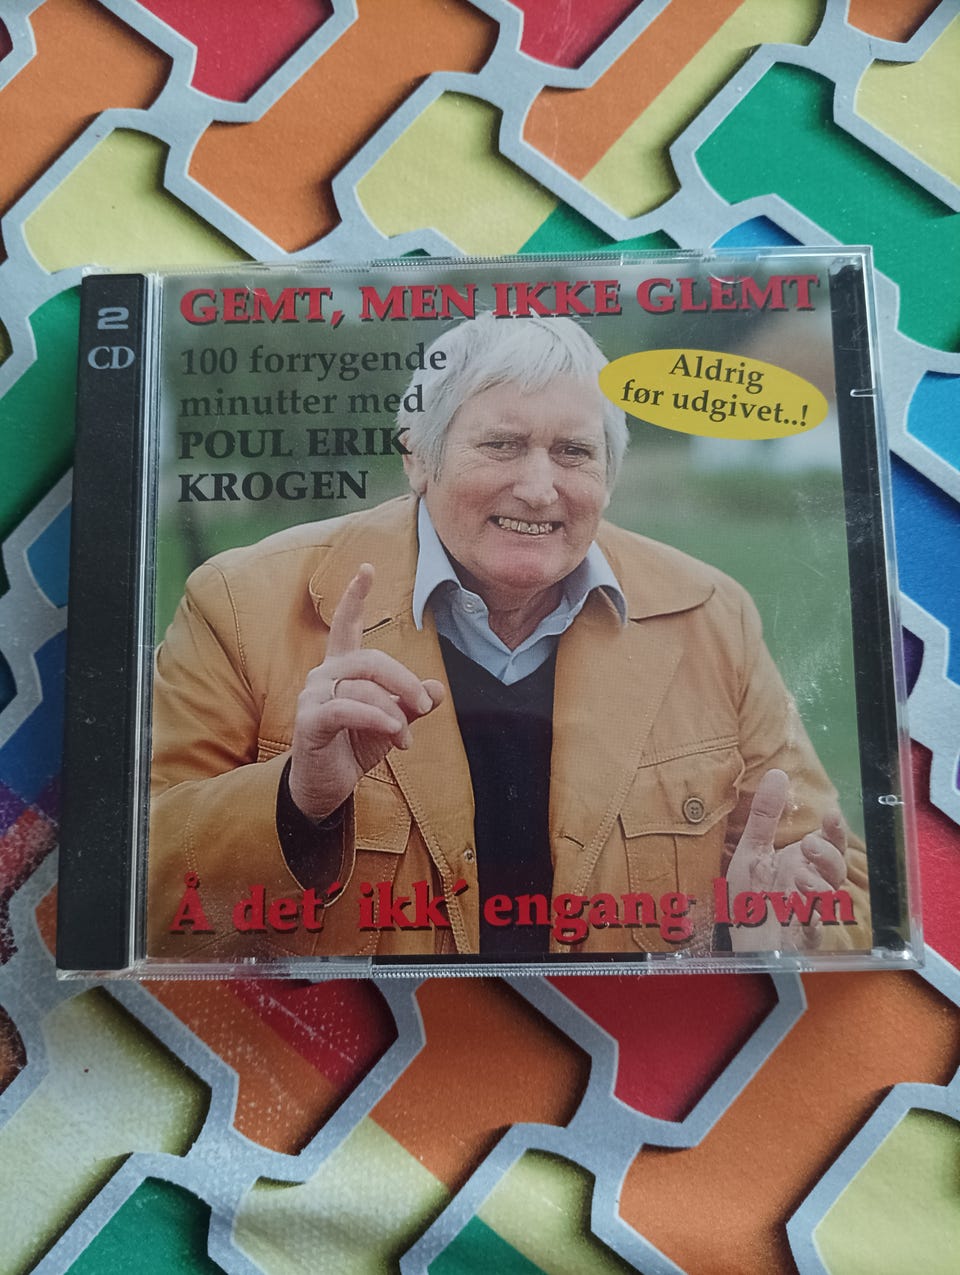 2
CD
GEMT, MEN IKKE GLEMT
100 forrygende
minutter med
POUL ERIK
KROGEN
Aldrig
før udgivet..!
Å det´ ikk´ engang løwn